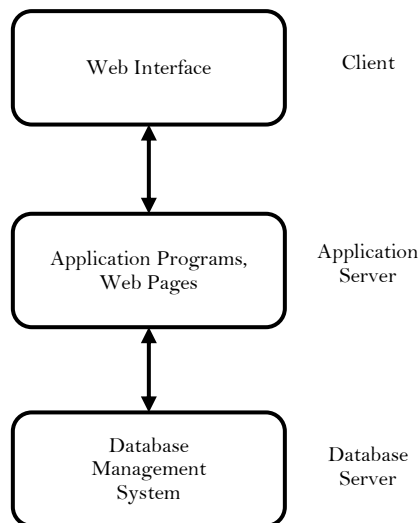 Web Interface
Client
Application Programs,
Web Pages
Application
Server
Database
Management
System
Database
Server